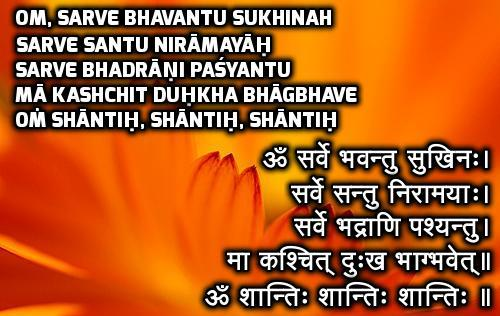 OM, SARVE BHAVANTU SUKHINAH
SARVE SANTU NIRĀMAYĀḤ
SARVE BHADRĀṆI PAŚYANTU
MĀ KASHCHIT DUḤKHA BHĀGBHAVE
OṀ SHĀNTIḤ, SHĀNTIḤ, SHĀNTIḤ
ॐ सर्वे भवन्तु सुखिनः।
सर्वे सन्तु निरामयाः।
सर्वे भद्राणि पश्यन्तु।
मा कश्चित् दुःख भाग्भवेत्॥
ॐ शान्तिः शान्तिः शान्तिः ॥